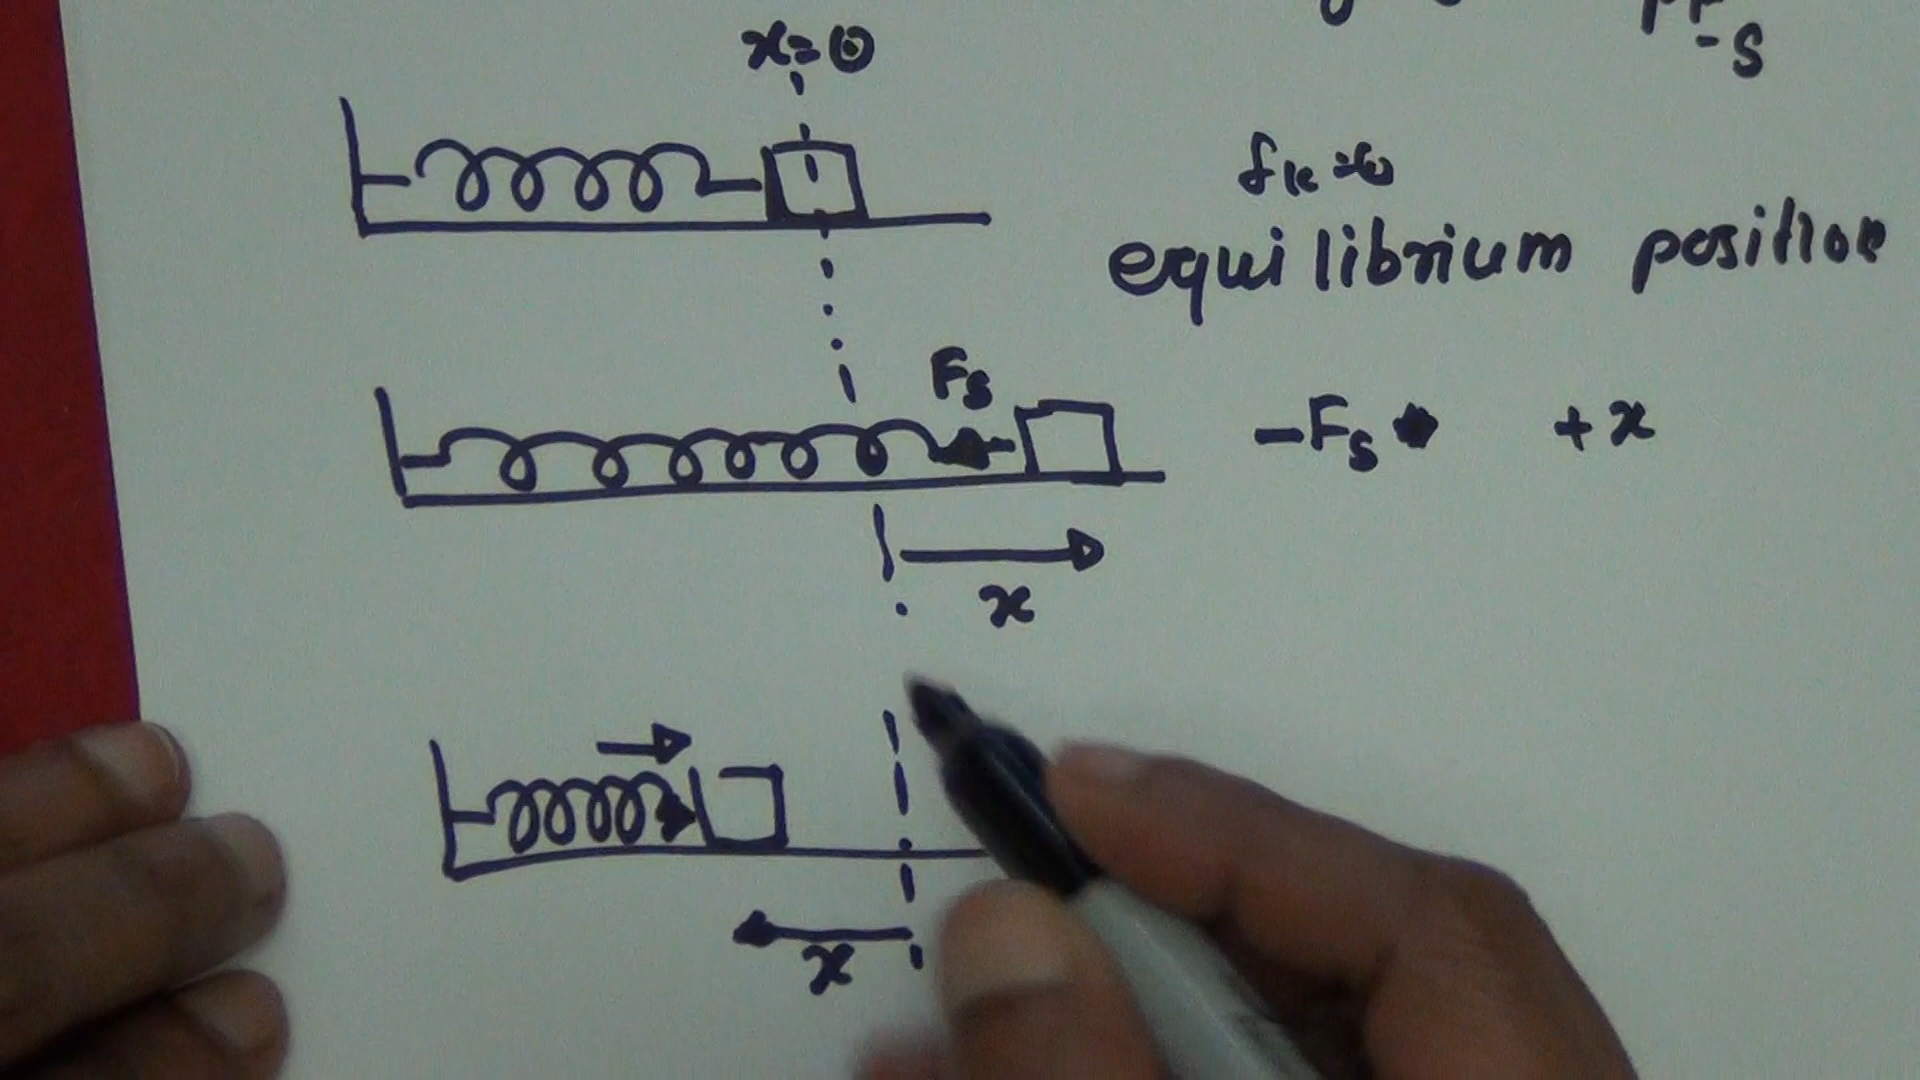 x=0
-S
fk=0
equilibrium position
Fs
-Fs +x
x
x